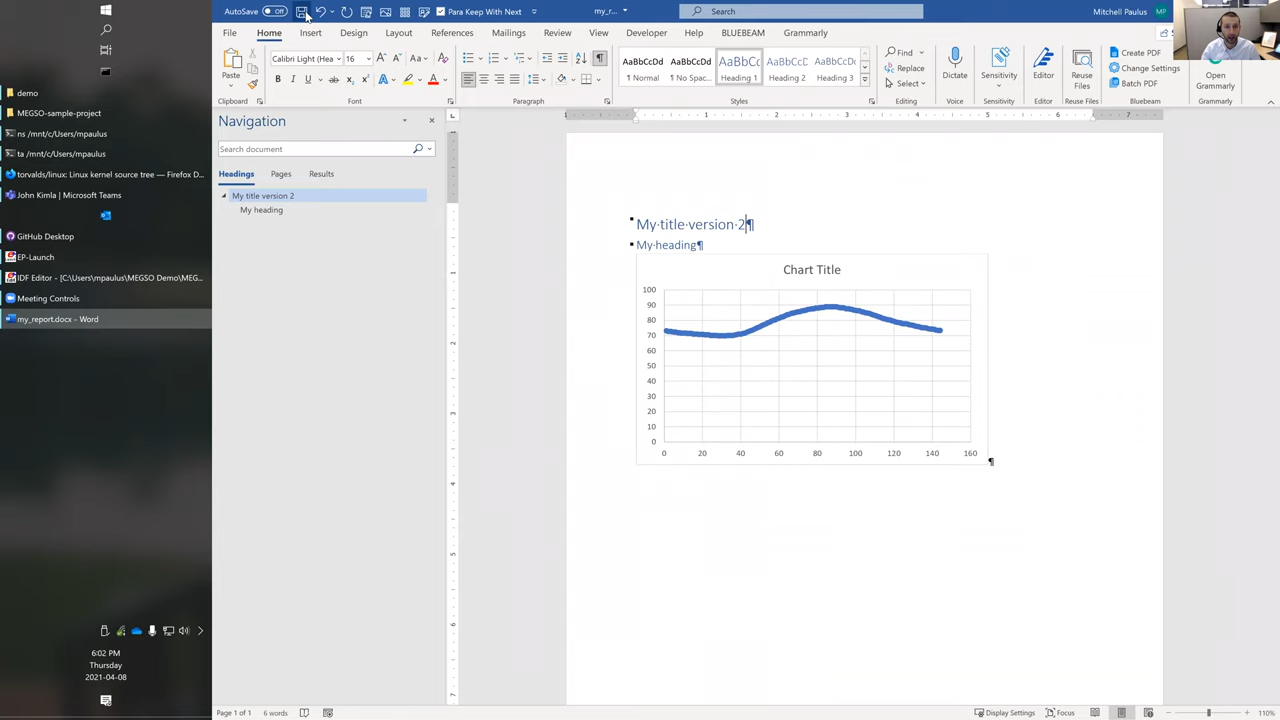 demo
MEGSO-sample-project
ns /mnt/c/Users/mpaulus
ta /mnt/c/Users/mpaulus
torvalds/linux: Linux kernel source tree — Firefox D...
John Kimla | Microsoft Teams
GitHub Desktop
EP-Launch
IDF Editor - [C:\Users\mpaulus\MEGSO Demo\MEG...
Meeting Controls
my_report.docx - Word
6:02 PM
Thursday
2021-04-08
AutoSave Off
Para Keep With Next
my_r...
Search
Mitchell Paulus MP
File Home Insert Design Layout References Mailings Review View Developer Help BLUEBEAM Grammarly
Paste
Clipboard
Calibri Light (Hea 16
Font
Paragraph
AaBbCcDd AaBbCcDd AaBbCc AaBbCcD AaBbCcD
1 Normal 1 No Spac... Heading 1 Heading 2 Heading 3
Styles
Find
Replace
Select
Editing
Dictate
Voice
Sensitivity
Sensitivity
Editor
Editor
Reuse
Files
Reuse Files
Create PDF
Change Settings
Batch PDF
Bluebeam
Open
Grammarly
Grammarly
Navigation
Search document
Headings Pages Results
My title version 2
My heading
My·title·version·2¶
My·heading¶
Chart Title
100
90
80
70
60
50
40
30
20
10
0
0 20 40 60 80 100 120 140 160
¶
Page 1 of 1 6 words
Display Settings Focus 110%